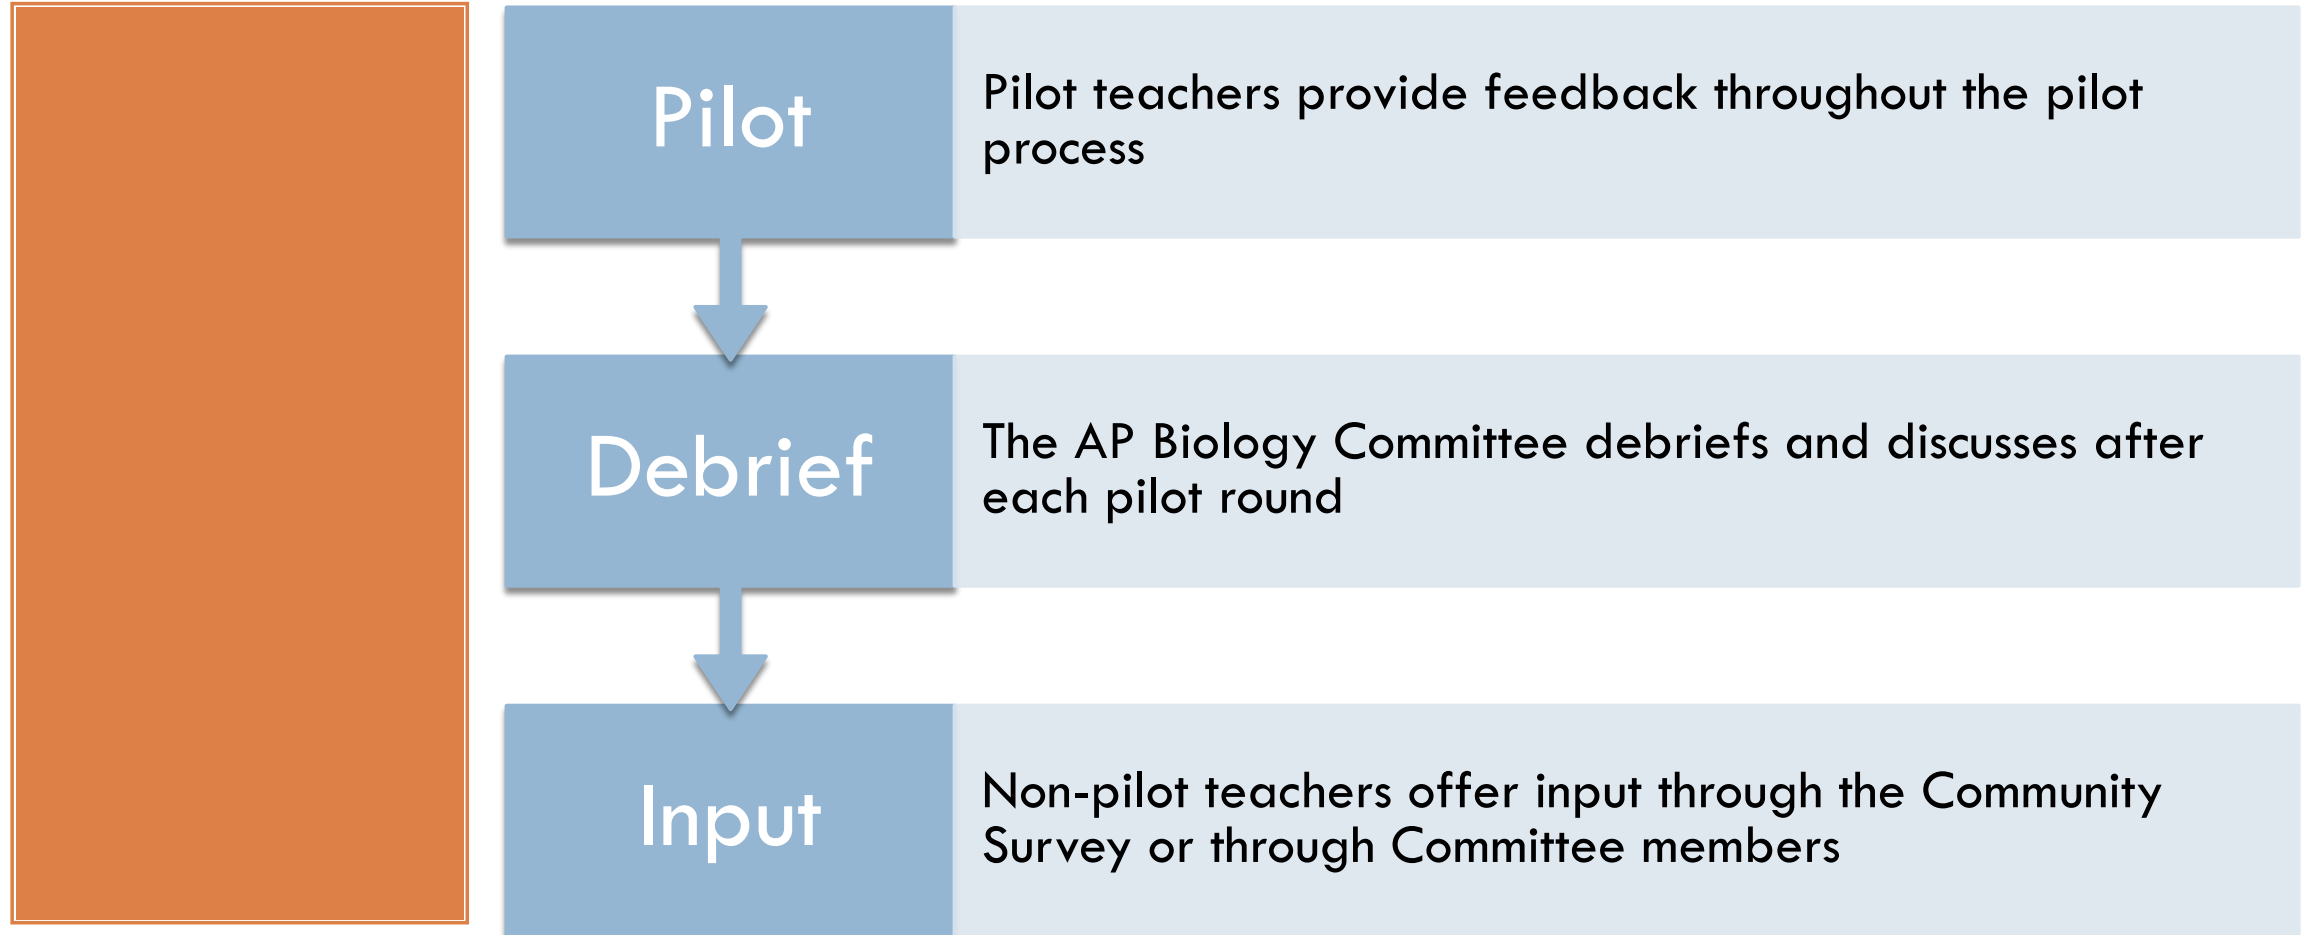 Pilot
Pilot teachers provide feedback throughout the pilot
process
Debrief
The AP Biology Committee debriefs and discusses after
each pilot round
Input
Non-pilot teachers offer input through the Community
Survey or through Committee members